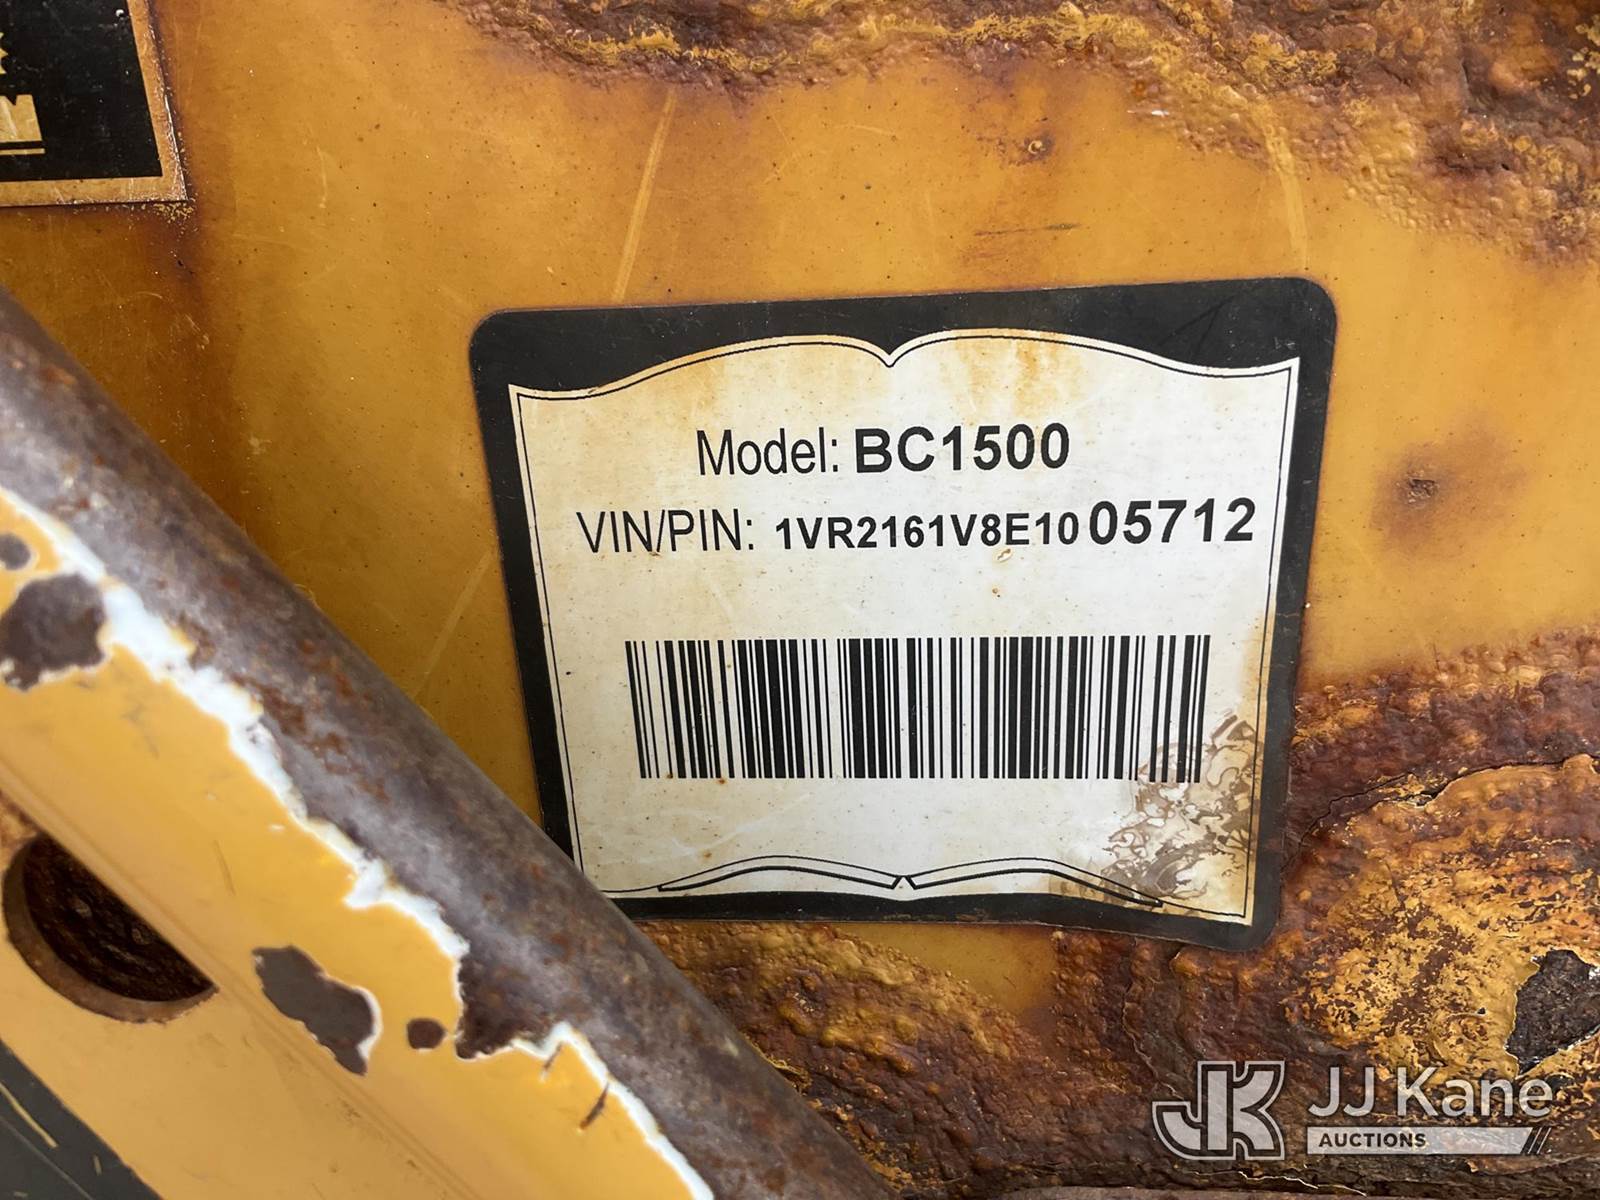 Model: BC1500
VIN/PIN: 1VR2161V8E1005712
JJ Kane
AUCTIONS